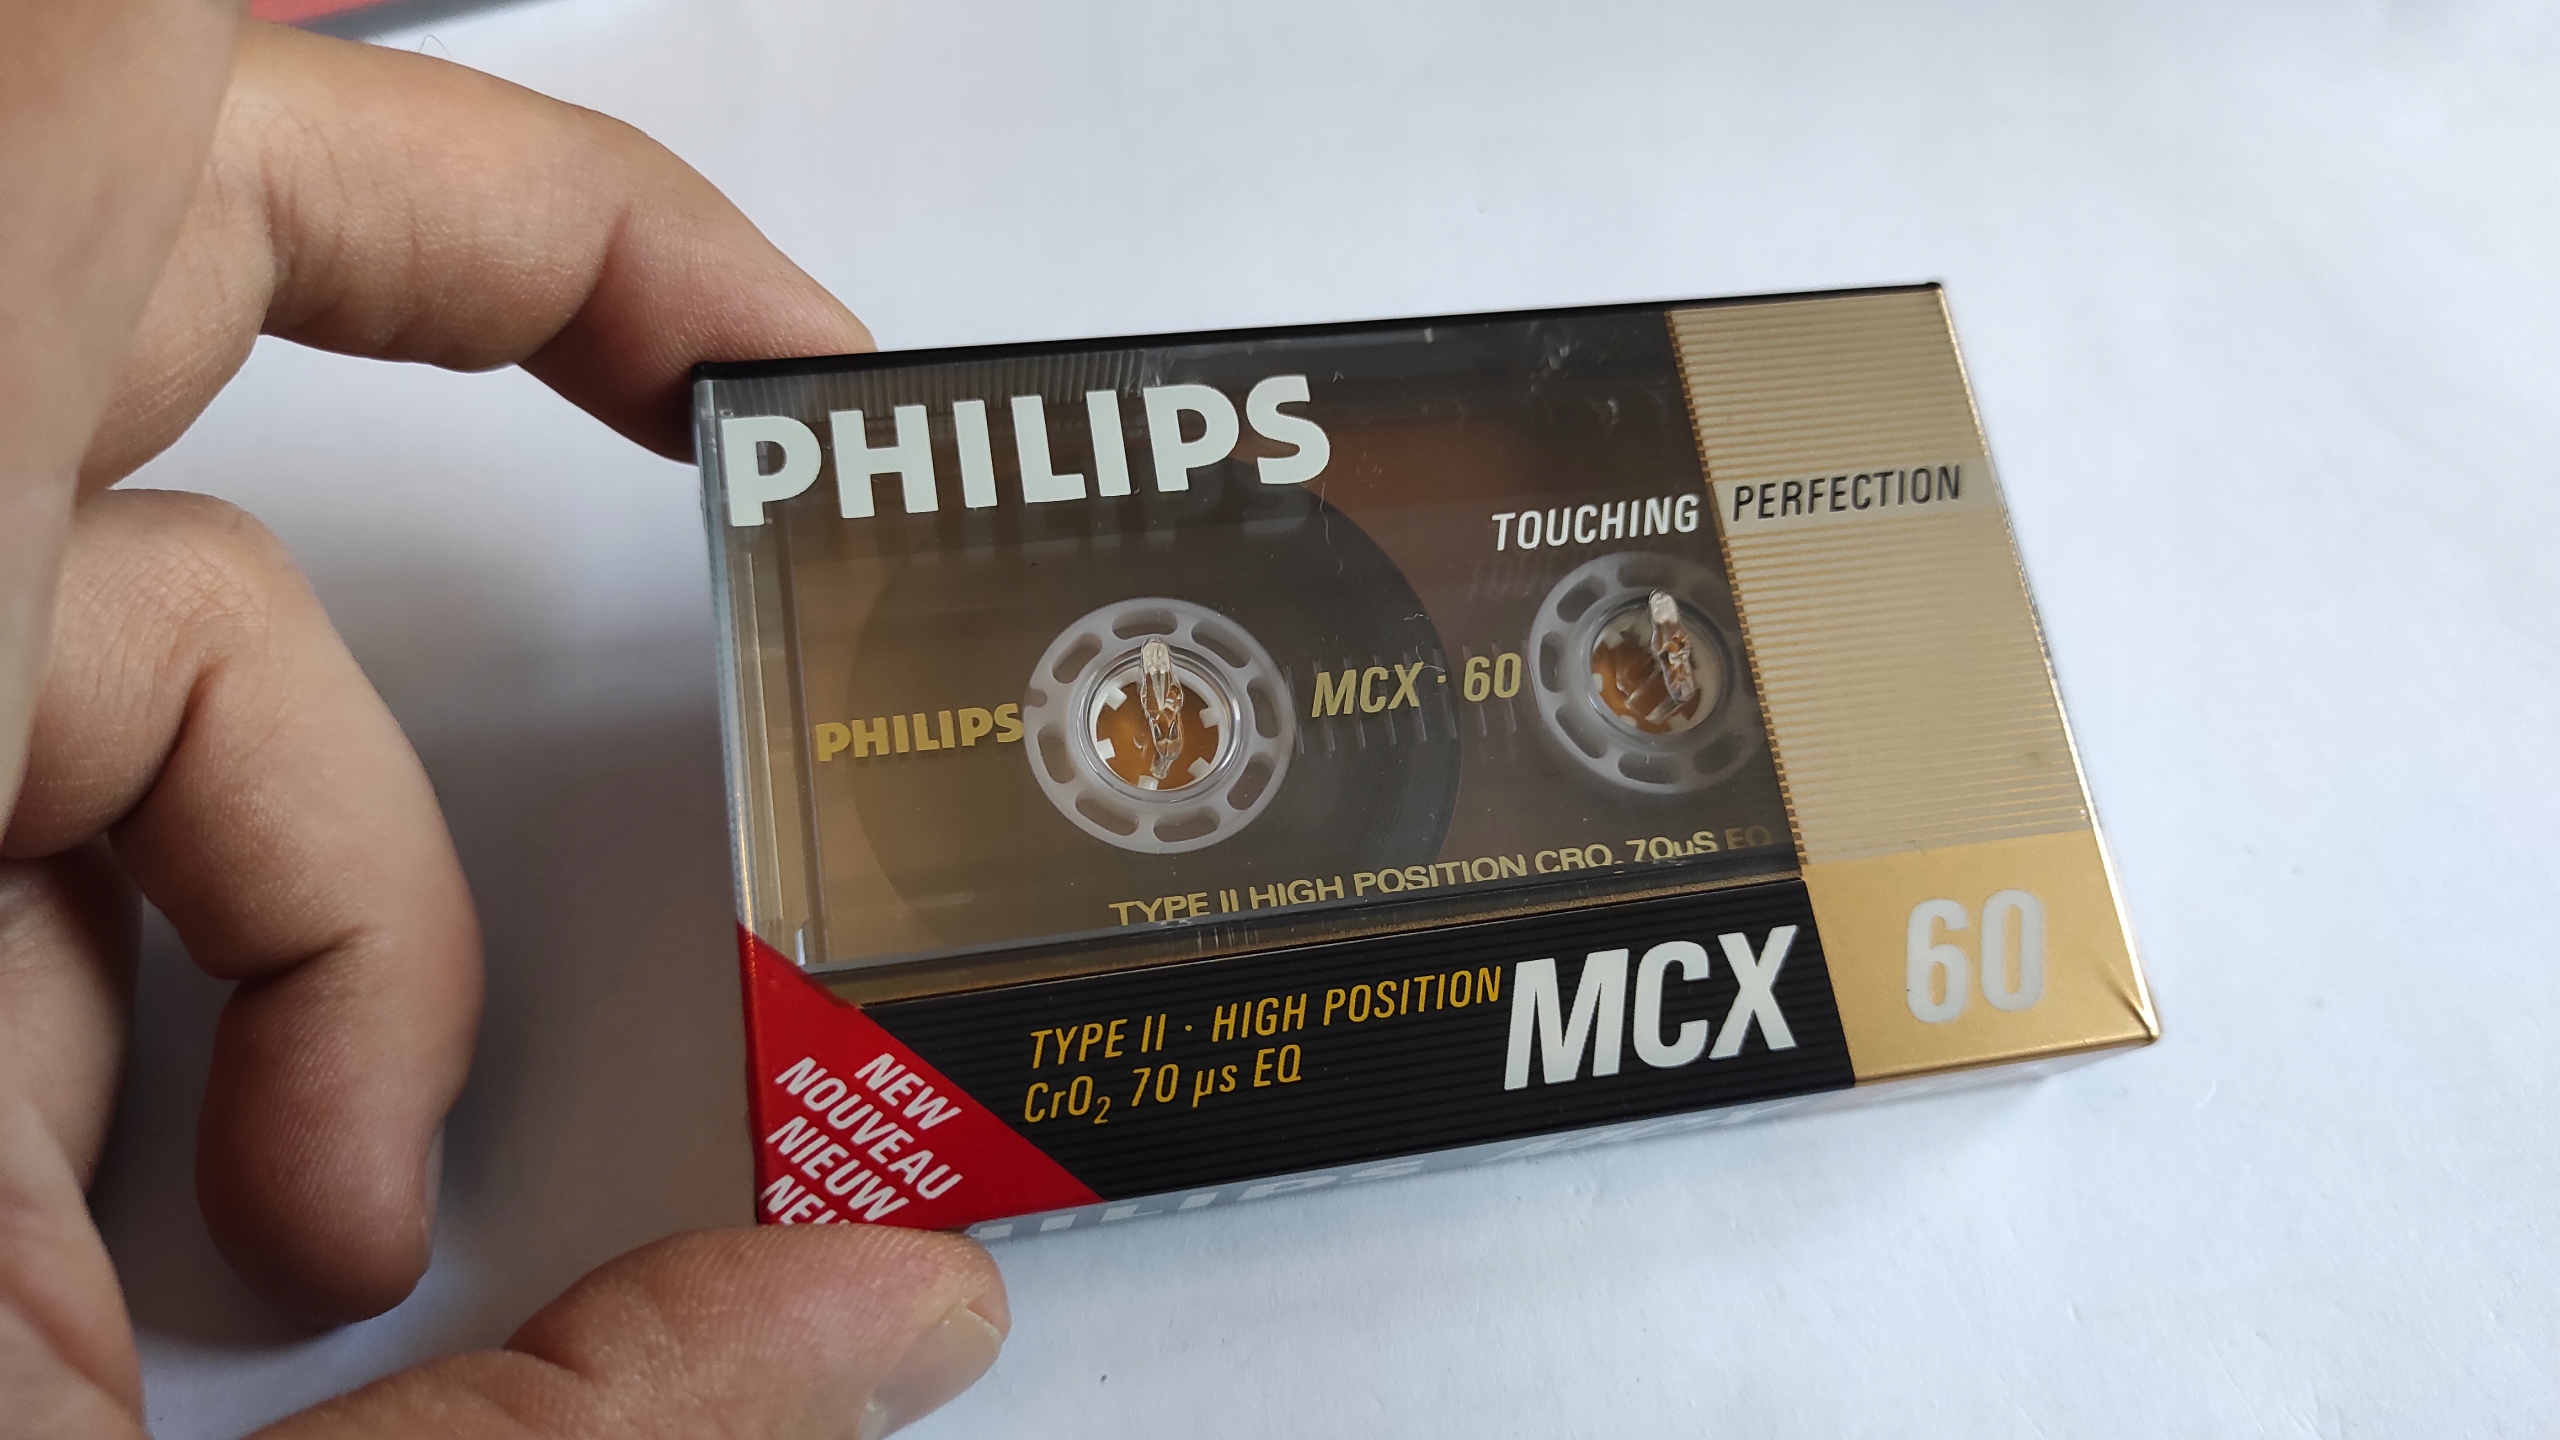 PHILIPS
TOUCHING PERFECTION
PHILIPS MCX · 60
TYPE II HIGH POSITION CRO2 70µS EQ
TYPE II · HIGH POSITION
CrO2 70 µs EQ
MCX
60
NEW
NOUVEAU
NIEUW